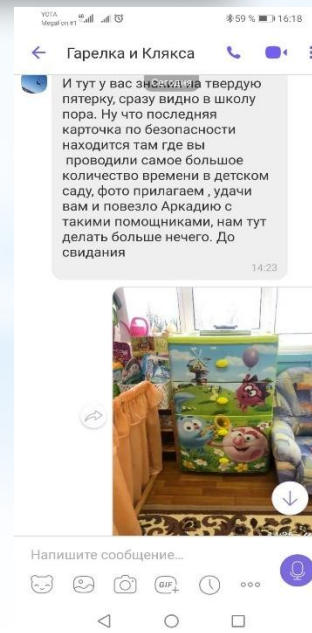 YOTA
MegaFon #1
59 % 16:18
Гарелка и Клякса
И тут у вас на твердую
Сегодня
пятерку, сразу видно в школу
пора. Ну что последняя
карточка по безопасности
находится там где вы
проводили самое большое
количество времени в детском
саду, фото прилагаем , удачи
вам и повезло Аркадию с
такими помощниками, нам тут
делать больше нечего. До
свидания
14:23
Напишите сообщение...
GIF